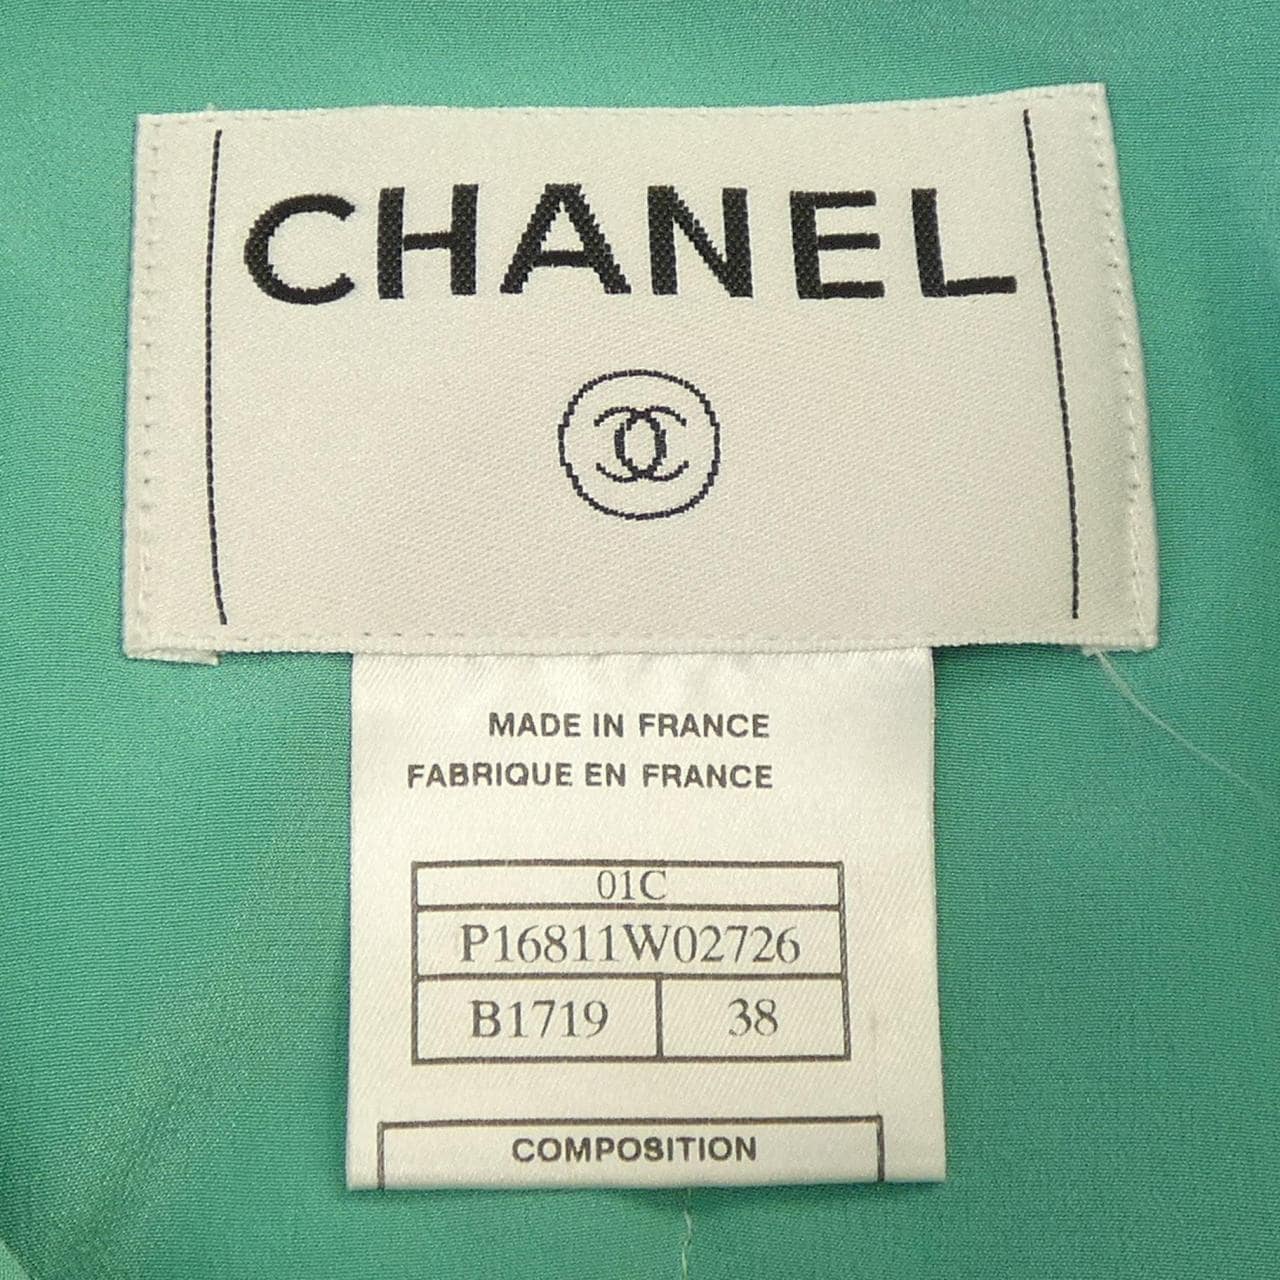 CHANEL
MADE IN FRANCE
FABRIQUE EN FRANCE
01C
P16811W02726
B1719 38
COMPOSITION